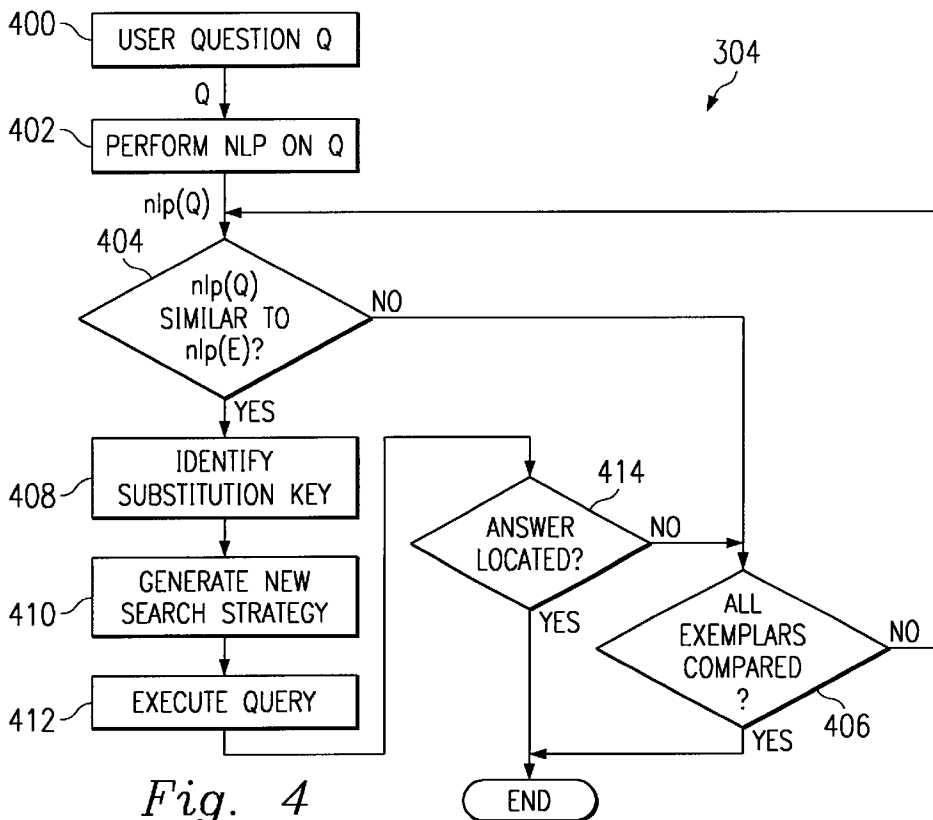 400
USER QUESTION Q
304
Q
402
PERFORM NLP ON Q
nlp(Q)
404
nlp(Q)
SIMILAR TO
nlp(E)?
NO
YES
408
IDENTIFY
SUBSTITUTION KEY
414
ANSWER
LOCATED?
NO
YES
410
GENERATE NEW
SEARCH STRATEGY
ALL
EXEMPLARS
COMPARED
?
NO
406
YES
412
EXECUTE QUERY
Fig. 4
END